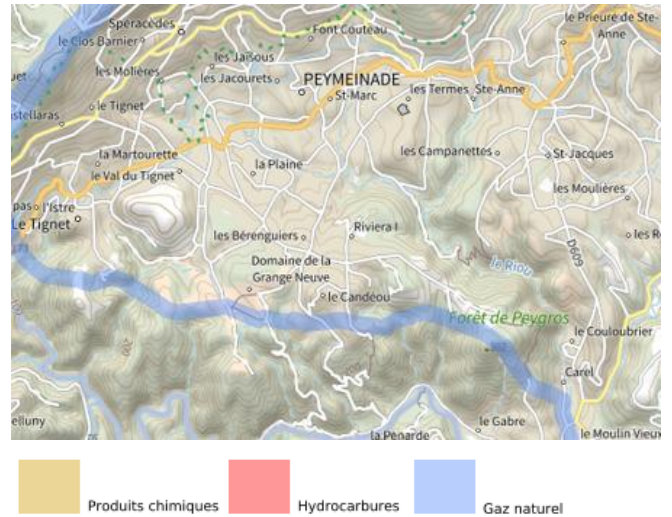 Spéracèdes
Font Couteau
le Prieuré de Ste-
Anne
le Clos Barnier
les Jaïsous
les Molières
les Jacourets
PEYMEINADE
St-Marc
les Termes
Ste-Anne
le Tignet
la Martourette
les Campanettes
St-Jacques
le Val du Tignet
la Plaine
les Moulières
l'Istre
Le Tignet
les Bérenguiers
Riviera I
D609
le Riou
Domaine de la
Grange Neuve
le Candéou
Forêt de Peygros
le Couloubrier
Carel
le Gabre
la Penarde
le Moulin Vieux
Produits chimiques
Hydrocarbures
Gaz naturel